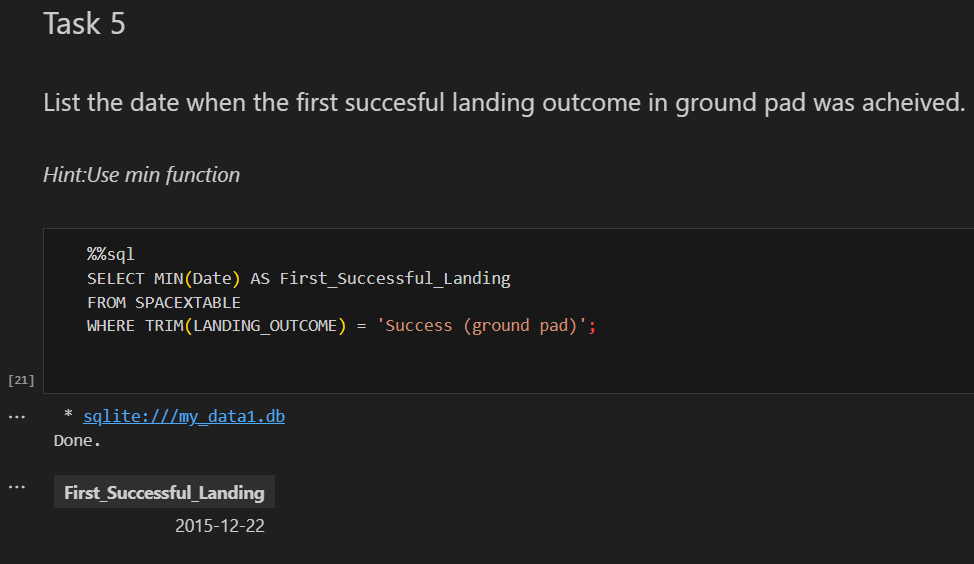 Task 5
List the date when the first succesful landing outcome in ground pad was acheived.
Hint:Use min function
%%sql
SELECT MIN(Date) AS First_Successful_Landing
FROM SPACEXTABLE
WHERE TRIM(LANDING_OUTCOME) = 'Success (ground pad)';
[21]
... * sqlite:///my_data1.db
Done.
... First_Successful_Landing
2015-12-22